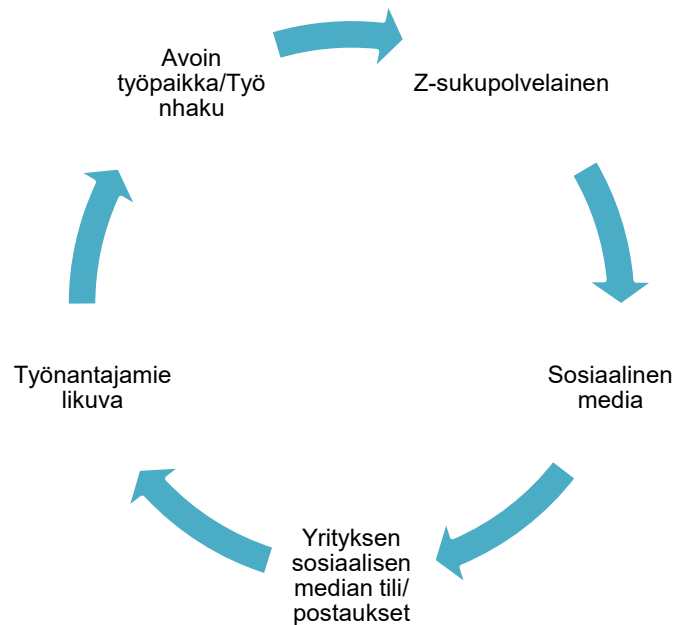 Avoin
työpaikka/Työ
nhaku
Z-sukupolvelainen
Sosiaalinen
media
Yrityksen
sosiaalisen
median tili/
postaukset
Työnantajamie
likuva